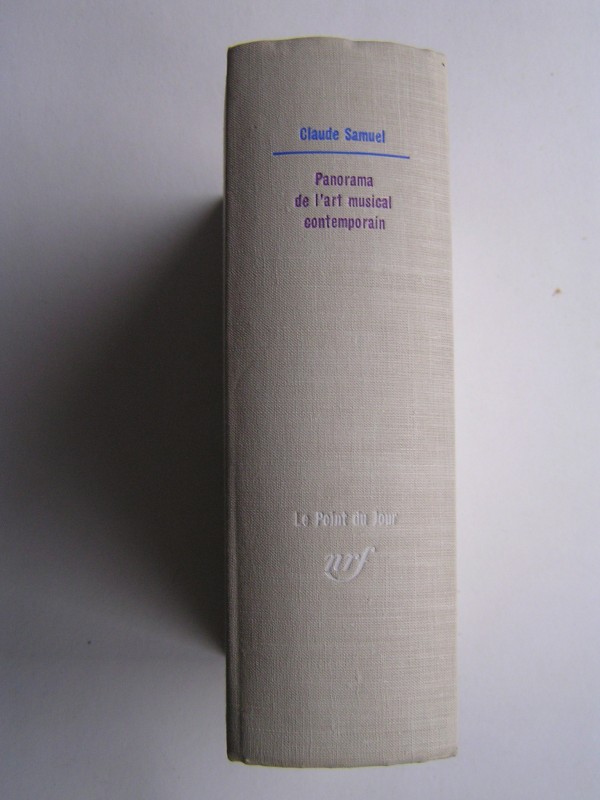 Claude Samuel
Panorama
de l'art musical
contemporain
Le Point du Jour
nrf